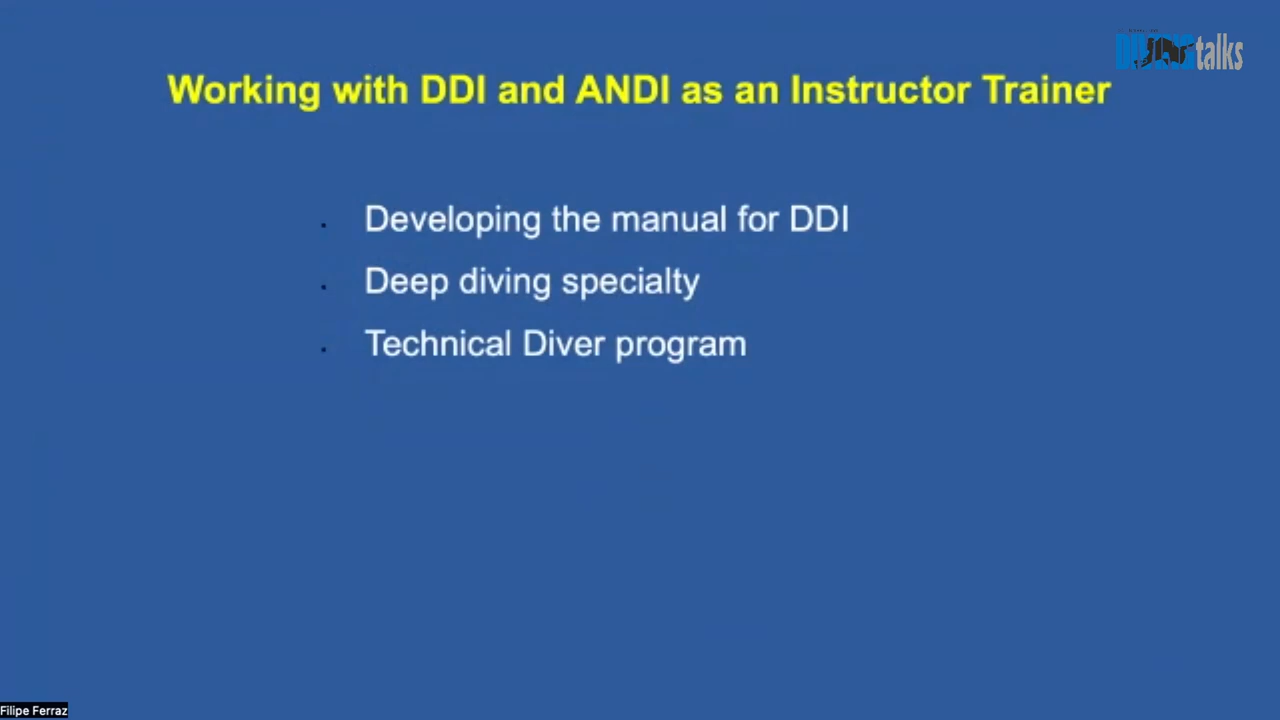 talks
Working with DDI and ANDI as an Instructor Trainer
Developing the manual for DDI
Deep diving specialty
Technical Diver program
Filipe Ferraz